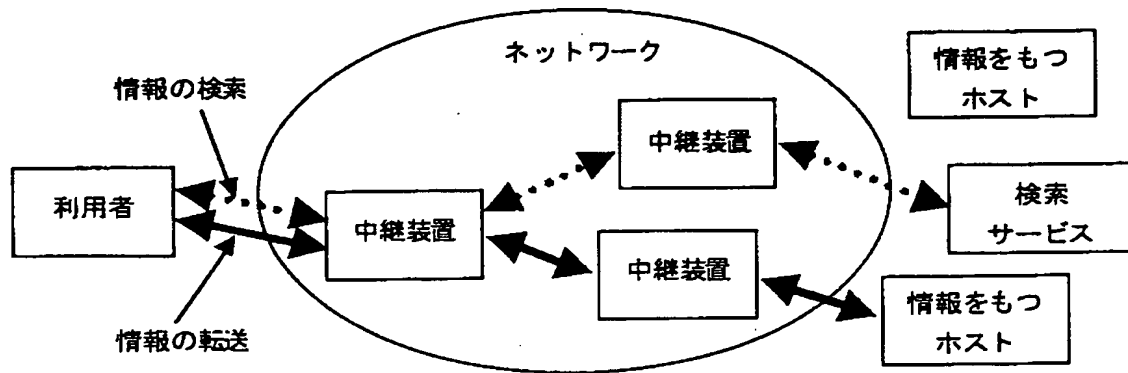 ネットワーク
情報をもつ
ホスト
情報の検索
中継装置
利用者
中継装置
検索
サービス
中継装置
情報をもつ
ホスト
情報の転送